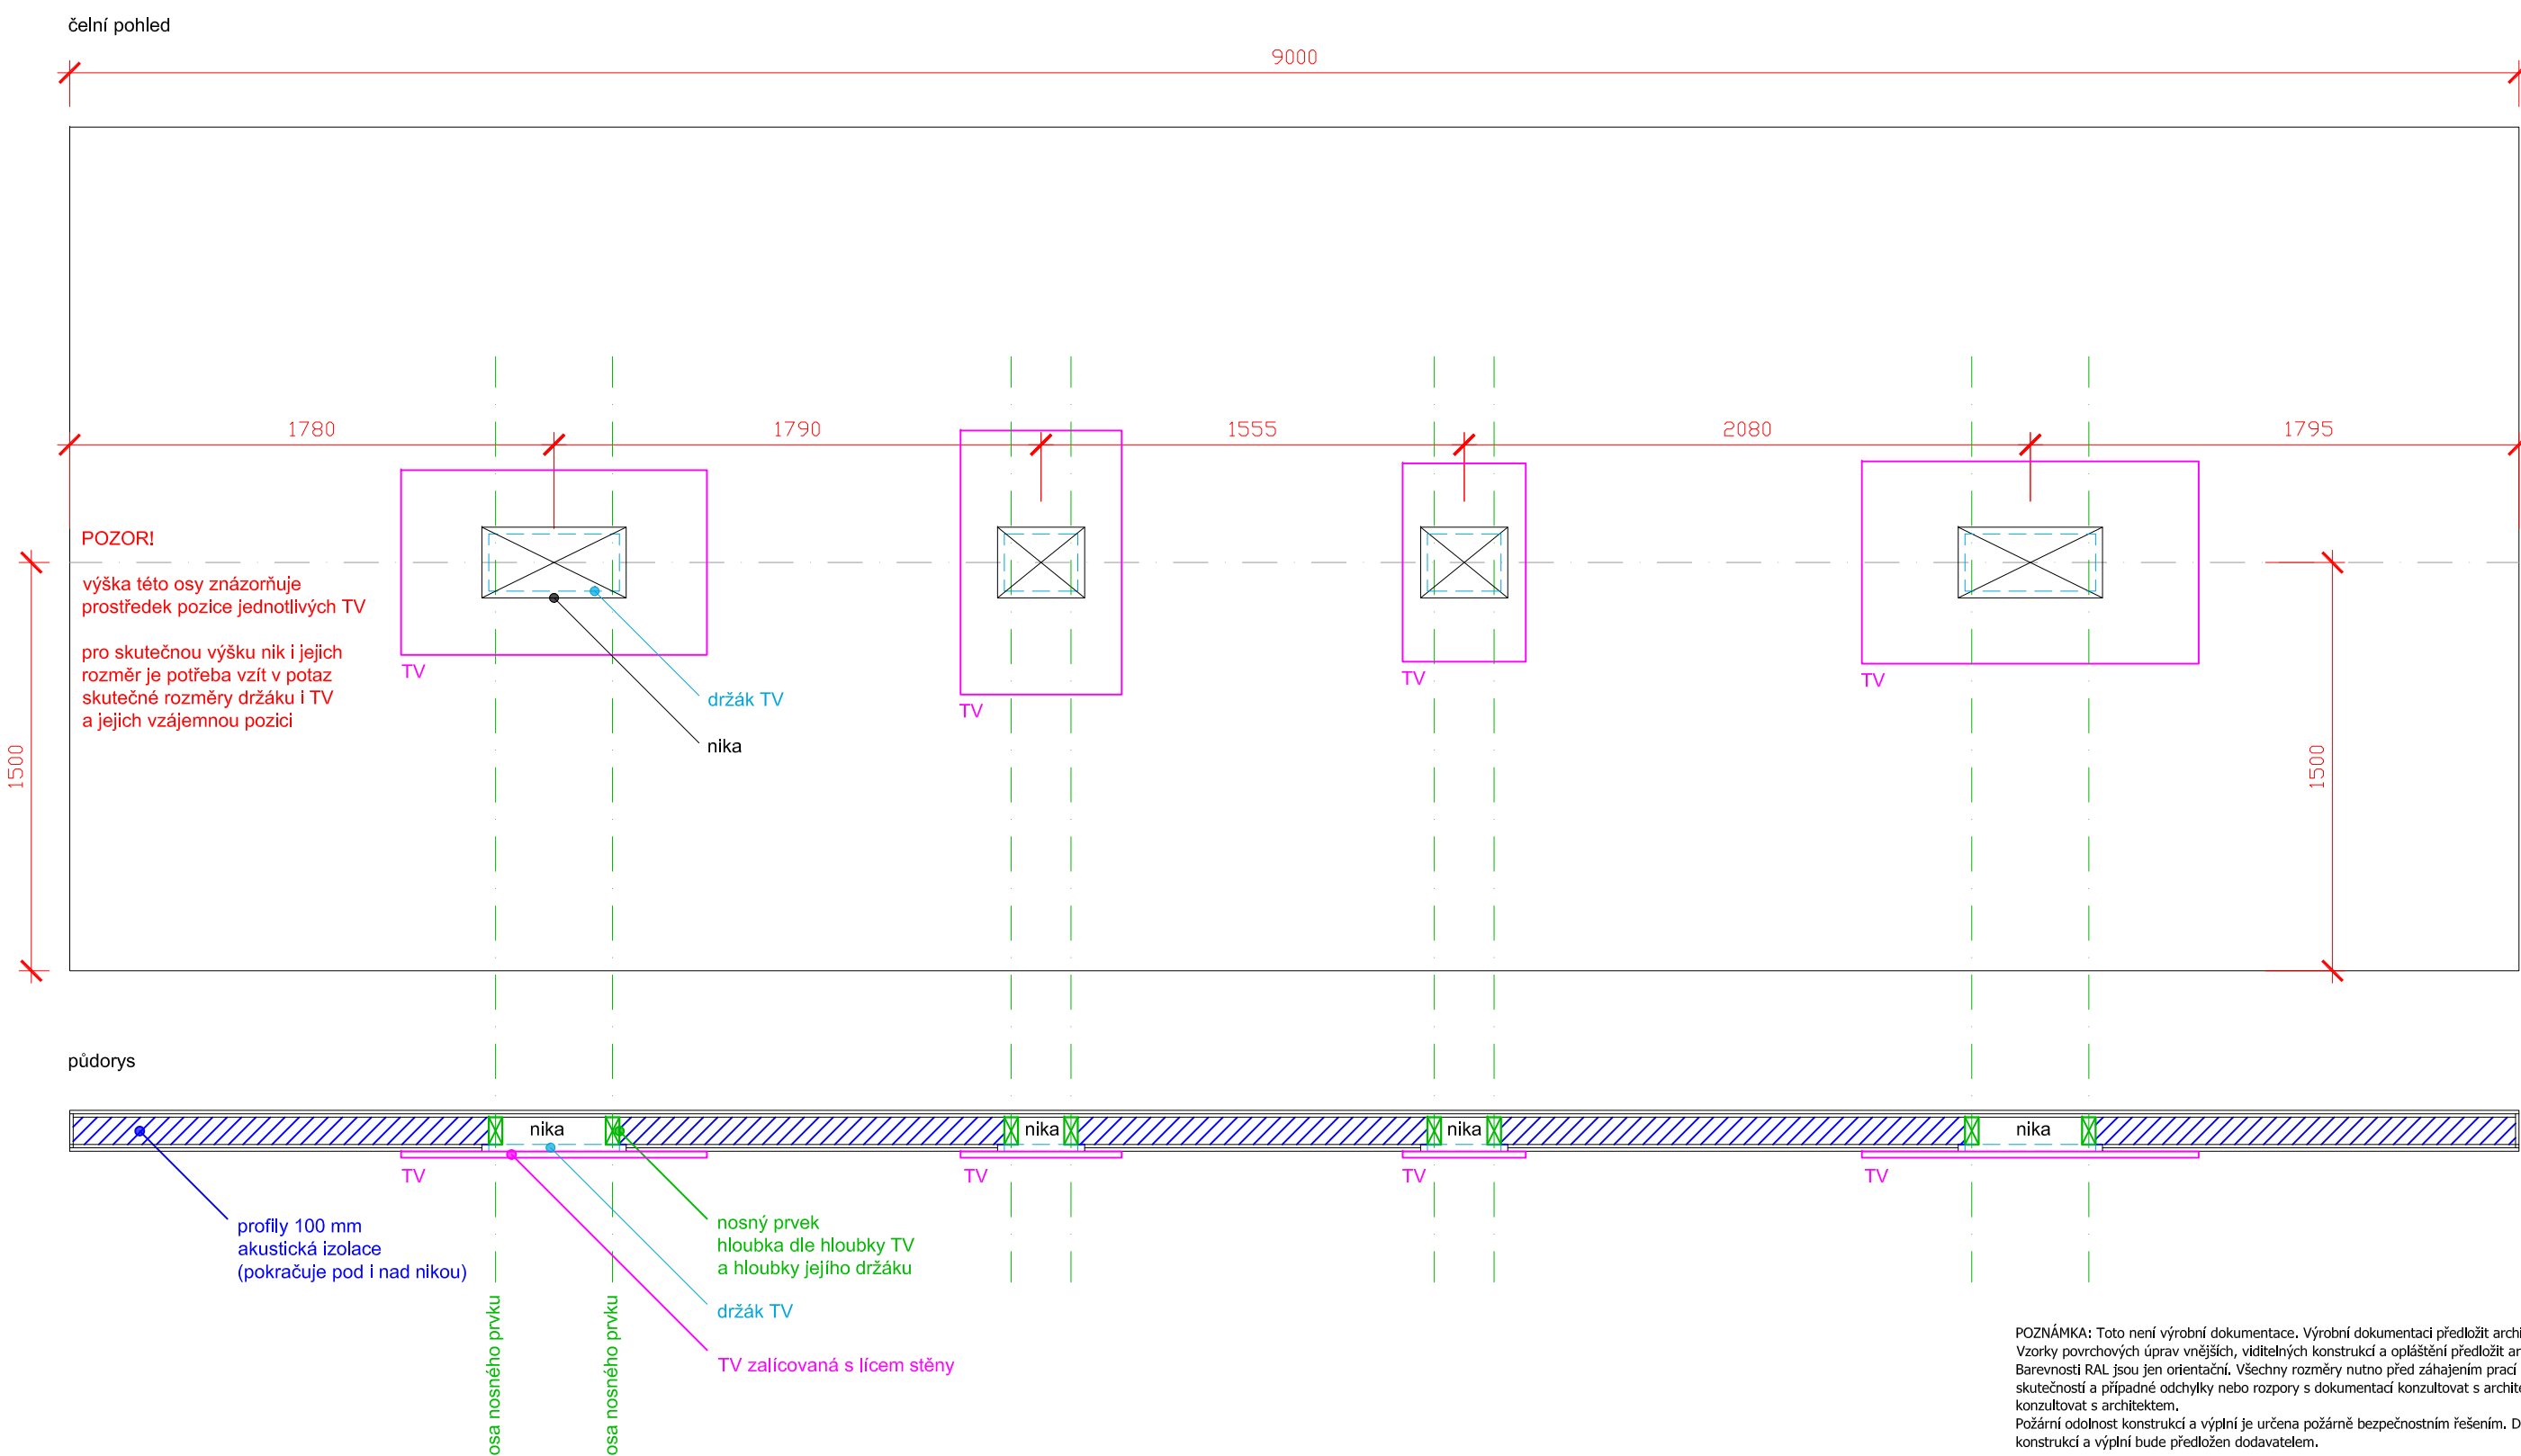 čelní pohled
9000
1780
1790
1555
2080
1795
POZOR!
výška této osy znázorňuje
prostředek pozice jednotlivých TV
pro skutečnou výšku nik i jejich
rozměr je potřeba vzít v potaz
skutečné rozměry držáku i TV
a jejich vzájemnou pozici
TV
TV
TV
TV
držák TV
nika
1500
1500
půdorys
nika
nika
nika
nika
TV
TV
TV
TV
profily 100 mm
akustická izolace
(pokračuje pod i nad nikou)
nosný prvek
hloubka dle hloubky TV
a hloubky jejího držáku
držák TV
TV zalícovaná s lícem stěny
osa nosného prvku
osa nosného prvku
POZNÁMKA: Toto není výrobní dokumentace. Výrobní dokumentaci předložit
Vzorky povrchových úprav vnějších, viditelných konstrukcí a opláštění předložit
Barevnosti RAL jsou jen orientační. Všechny rozměry nutno před záhajením prací
skutečností a případné odchylky nebo rozpory s dokumentací konzultovat s
konzultovat s architektem.
Požární odolnost konstrukcí a výplní je určena požárně bezpečnostním řešením.
konstrukcí a výplní bude předložen dodavatelem.